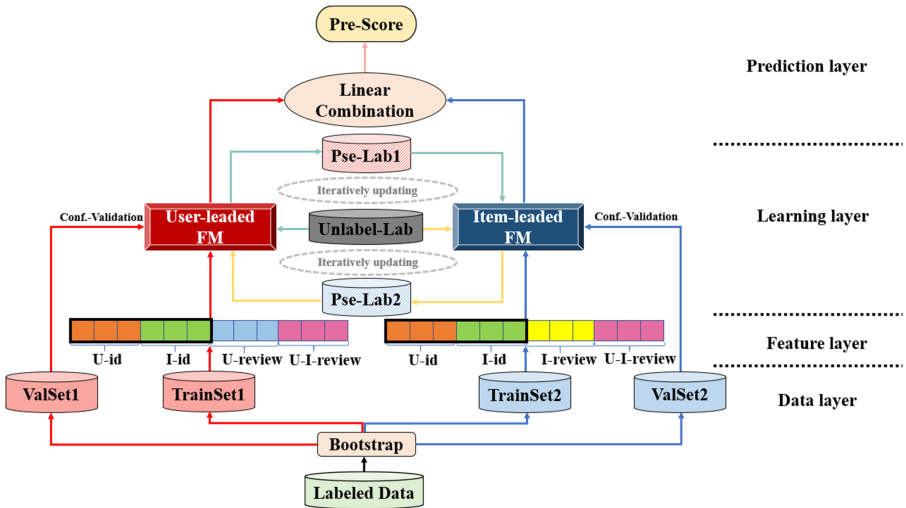 Pre-Score
Prediction layer
Linear
Combination
Pse-Lab1
Iteratively updating
Conf.-Validation
User-leaded
FM
Unlabel-Lab
Item-leaded
FM
Conf.-Validation
Learning layer
Iteratively updating
Pse-Lab2
U-id
I-id
U-review
U-I-review
U-id
I-id
I-review
U-I-review
Feature layer
ValSet1
TrainSet1
TrainSet2
ValSet2
Data layer
Bootstrap
Labeled Data